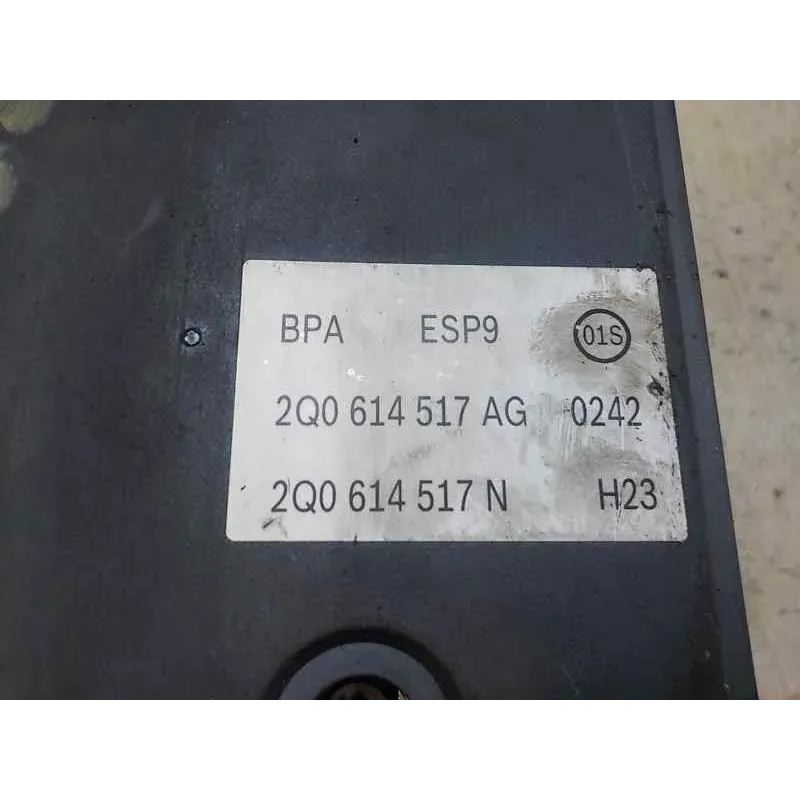 BPA ESP9 01S
2Q0 614 517 AG 0242
2Q0 614 517 N H23